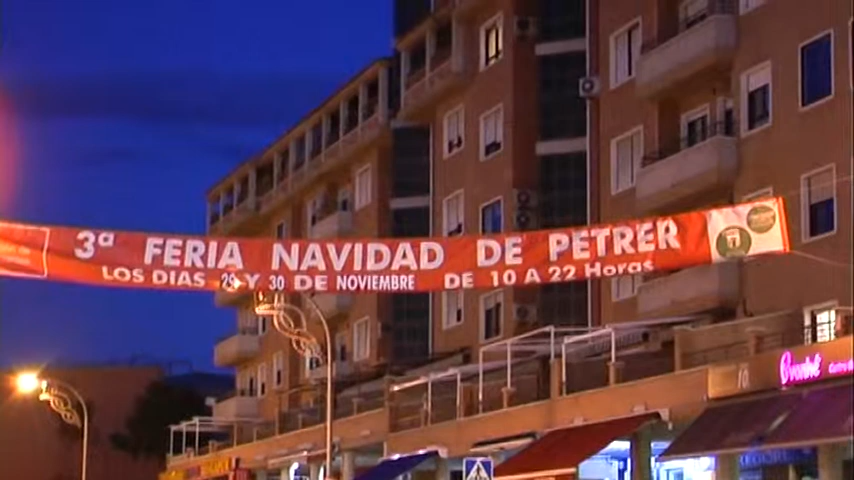 3ª FERIA NAVIDAD DE PETRER
LOS DIAS 29 Y 30 DE NOVIEMBRE DE 10 A 22 Horas